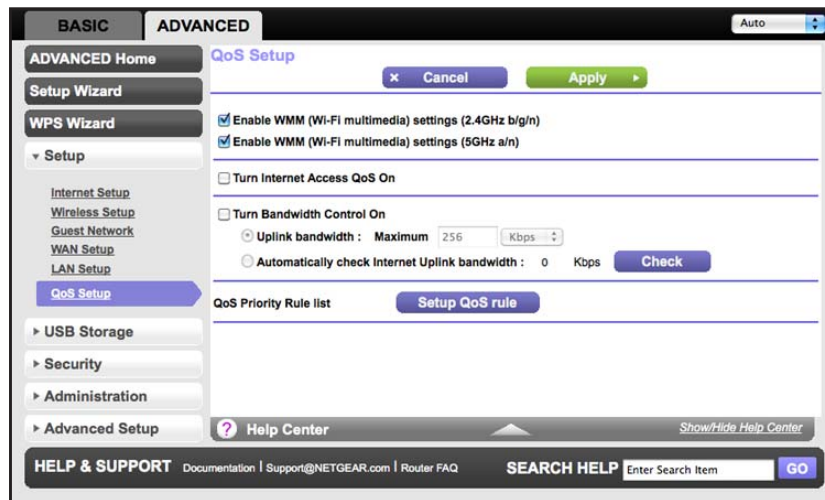 BASIC ADVANCED Auto
ADVANCED Home
Setup Wizard
WPS Wizard
Setup
Internet Setup
Wireless Setup
Guest Network
WAN Setup
LAN Setup
QoS Setup
USB Storage
Security
Administration
Advanced Setup
QoS Setup
× Cancel Apply
Enable WMM (Wi-Fi multimedia) settings (2.4GHz b/g/n)
Enable WMM (Wi-Fi multimedia) settings (5GHz a/n)
Turn Internet Access QoS On
Turn Bandwidth Control On
Uplink bandwidth : Maximum 256 Kbps
Automatically check Internet Uplink bandwidth : 0 Kbps Check
QoS Priority Rule list Setup QoS rule
? Help Center Show/Hide Help Center
HELP & SUPPORT Documentation | Support@NETGEAR.com | Router FAQ SEARCH HELP Enter Search Item GO